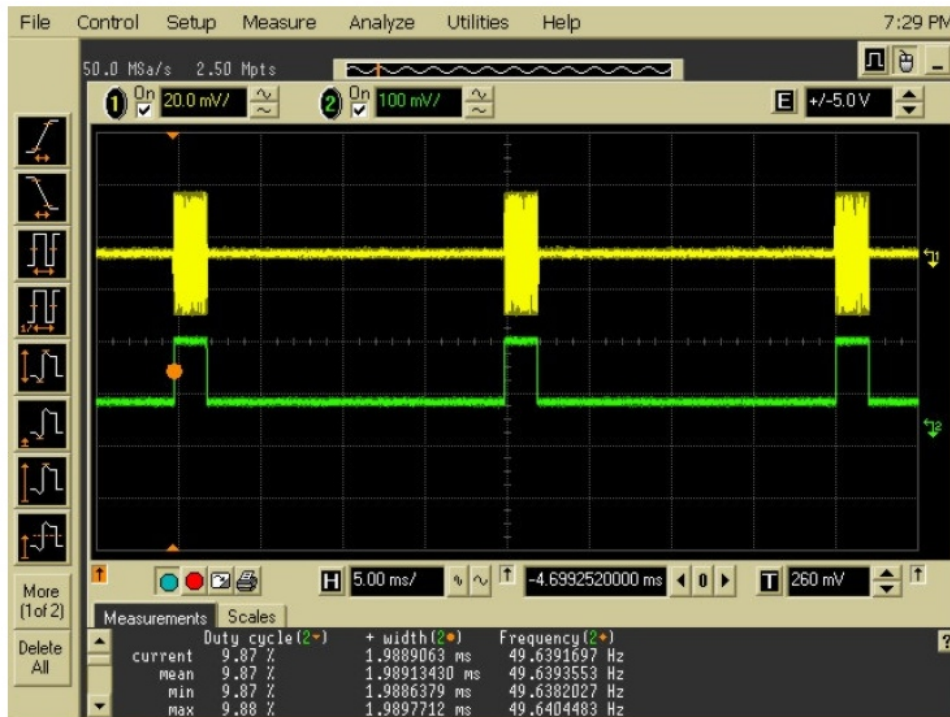 File Control Setup Measure Analyze Utilities Help 7:29 PM
50.0 MSa/s 2.50 Mpts
1 On 20.0 mV/ 2 On 100 mV/ E +/-5.0 V
1
2
More
(1of 2)
Delete
All
H 5.00 ms/ -4.6992520000 ms 0 T 260 mV
Measurements Scales
Duty cycle(2) + width(2) Frequency(2)
current 9.87 % 1.9889063 ms 49.6391697 Hz
mean 9.87 % 1.98913430 ms 49.6393553 Hz
min 9.87 % 1.9886379 ms 49.6382027 Hz
max 9.88 % 1.9897712 ms 49.6404483 Hz
?